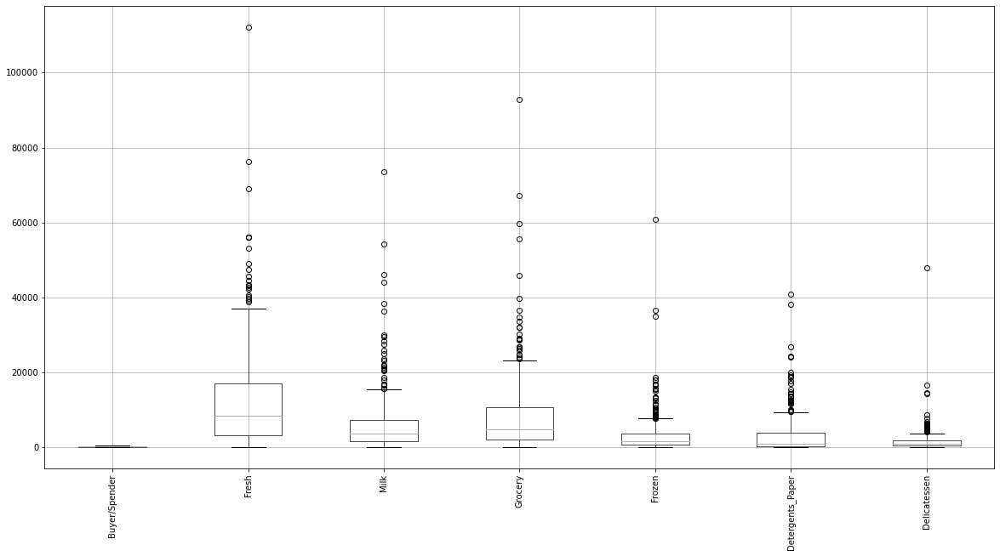 100000
80000
60000
40000
20000
0
Buyer/Spender
Fresh
Milk
Grocery
Frozen
Detergents_Paper
Delicatessen